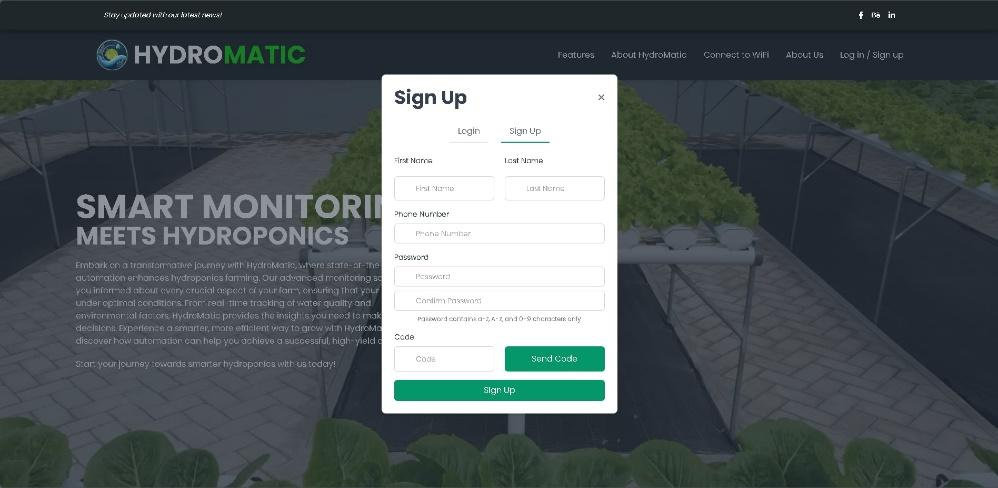 Stay updated with our latest news!
Bē
in
HYDROMATIC
Features
About HydroMatic
Connect to WiFi
About Us
Log in / Sign up
Sign Up
×
Login
Sign Up
First Name
Last Name
First Name
Last Name
Phone Number
Phone Number
Password
Password
Confirm Password
Password contains a-z, A-Z, and 0-9 characters only
Code
Code
Send Code
Sign Up
SMART MONITORIN
MEETS HYDROPONICS
Embark on a transformative journey with HydroMatic, where state-of-the
automation enhances hydroponics farming. Our advanced monitoring
you informed about every crucial aspect of your farm, ensuring that your
under optimal conditions. From real-time tracking of water quality and
environmental factors, HydroMatic provides the insights you need to make
decisions. Experience a smarter, more efficient way to grow with HydroMa
discover how automation can help you achieve a successful, high-yield
Start your journey towards smarter hydroponics with us today!